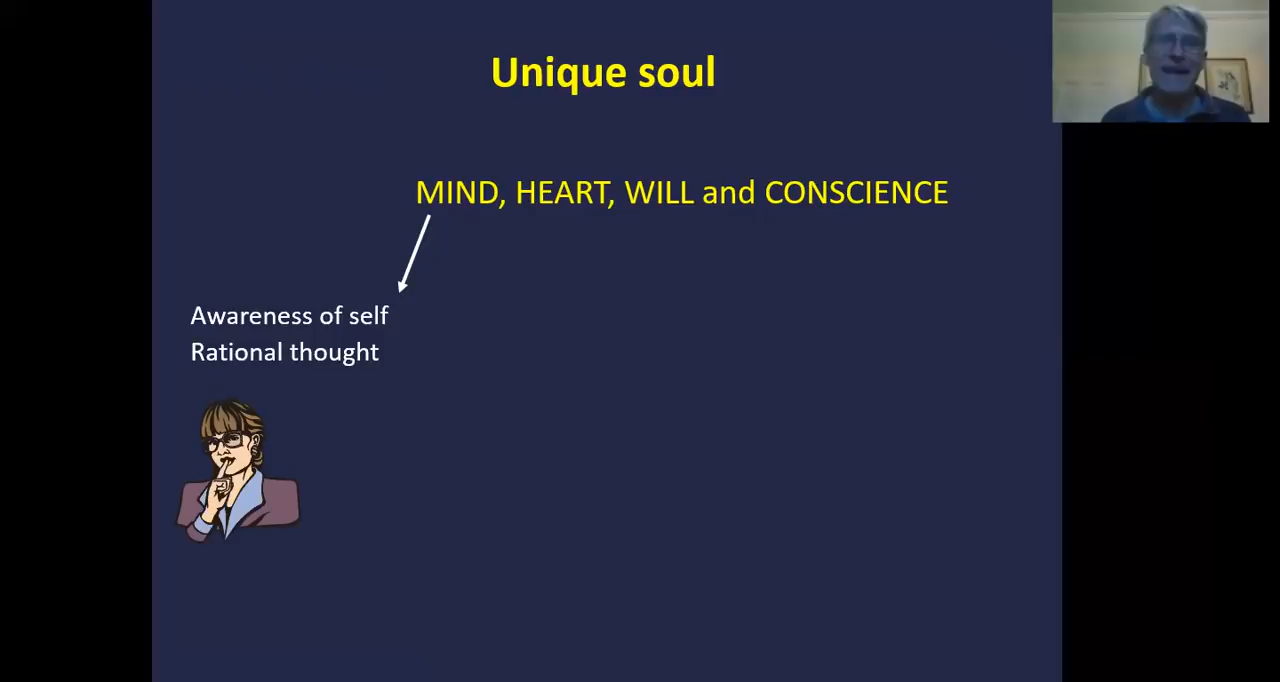 Unique soul
MIND, HEART, WILL and CONSCIENCE
Awareness of self
Rational thought